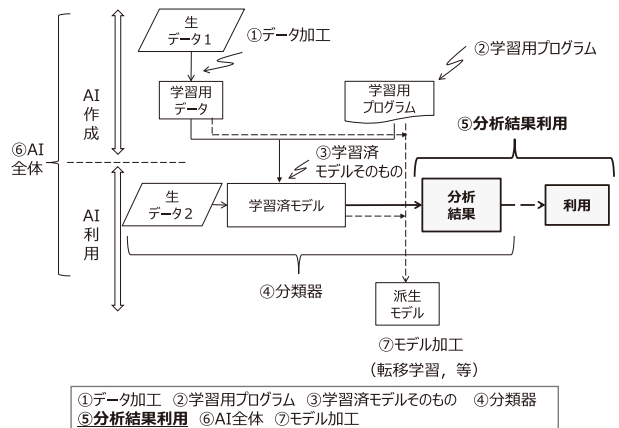 生
データ1
①データ加工
②学習用プログラム
学習用
データ
学習用
プログラム
AI
作
成
⑥AI
全体
⑤分析結果利用
③学習済
モデルそのもの
AI
利
用
生
データ2
学習済モデル
分析
結果
利用
④分類器
派生
モデル
⑦モデル加工
(転移学習，等)
①データ加工 ②学習用プログラム ③学習済モデルそのもの ④分類器
⑤分析結果利用 ⑥AI全体 ⑦モデル加工